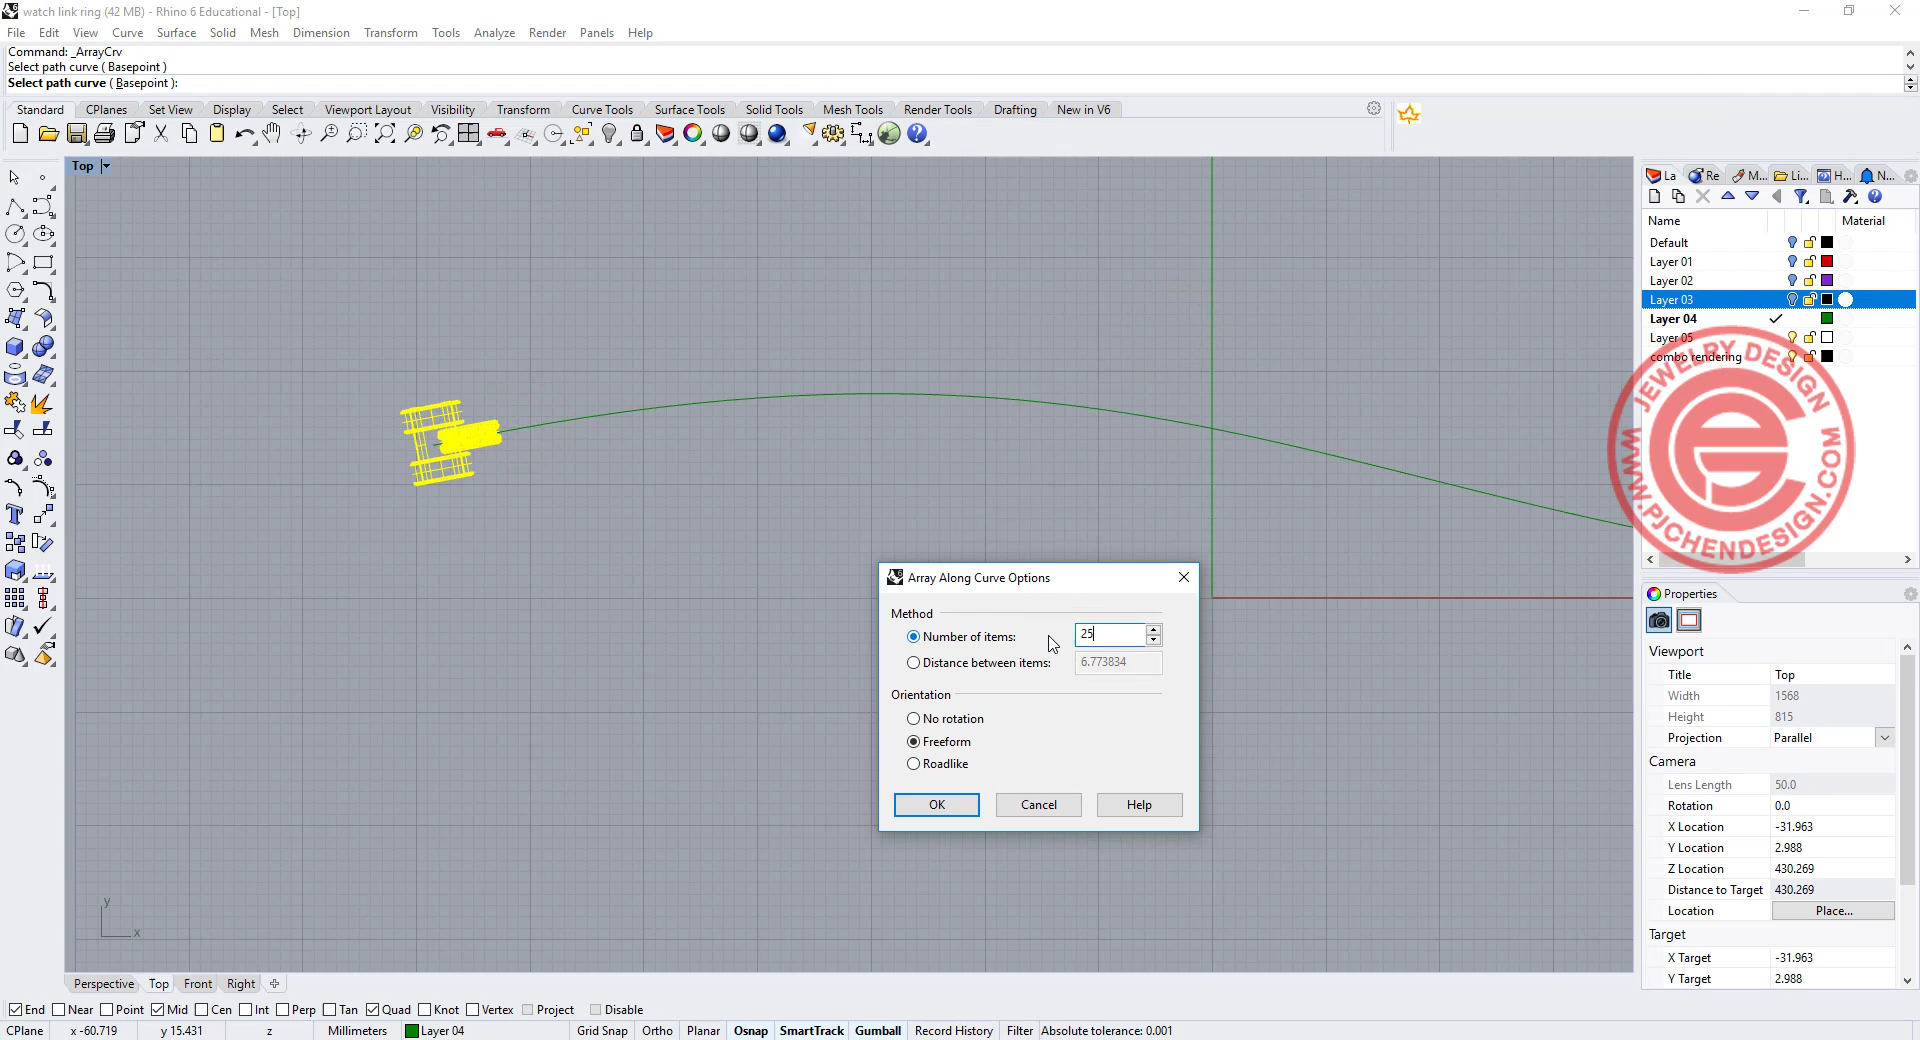 watch link ring (42 MB) - Rhino 6 Educational - [Top]
File Edit View Curve Surface Solid Mesh Dimension Transform Tools Analyze Render Panels Help
Command: _ArrayCrv
Select path curve ( Basepoint )
Select path curve ( Basepoint ):
Standard CPlanes Set View Display Select Viewport Layout Visibility Transform Curve Tools Surface Tools Solid Tools Mesh Tools Render Tools Drafting New in V6
Top
La Re M... Li... H... N...
Name Material
Default
Layer 01
Layer 02
Layer 03
Layer 04
Layer 05
combo rendering
JEWELRY DESIGN
WWW.PJCHENDESIGN.COM
Array Along Curve Options
Method
Number of items: 25
Distance between items: 6.773834
Orientation
No rotation
Freeform
Roadlike
OK Cancel Help
Properties
Viewport
Title Top
Width 1568
Height 815
Projection Parallel
Camera
Lens Length 50.0
Rotation 0.0
X Location -31.963
Y Location 2.988
Z Location 430.269
Distance to Target 430.269
Location Place...
Target
X Target -31.963
Y Target 2.988
y
x
Perspective Top Front Right
End Near Point Mid Cen Int Perp Tan Quad Knot Vertex Project Disable
CPlane x -60.719 y 15.431 z Millimeters Layer 04 Grid Snap Ortho Planar Osnap SmartTrack Gumball Record History Filter Absolute tolerance: 0.001